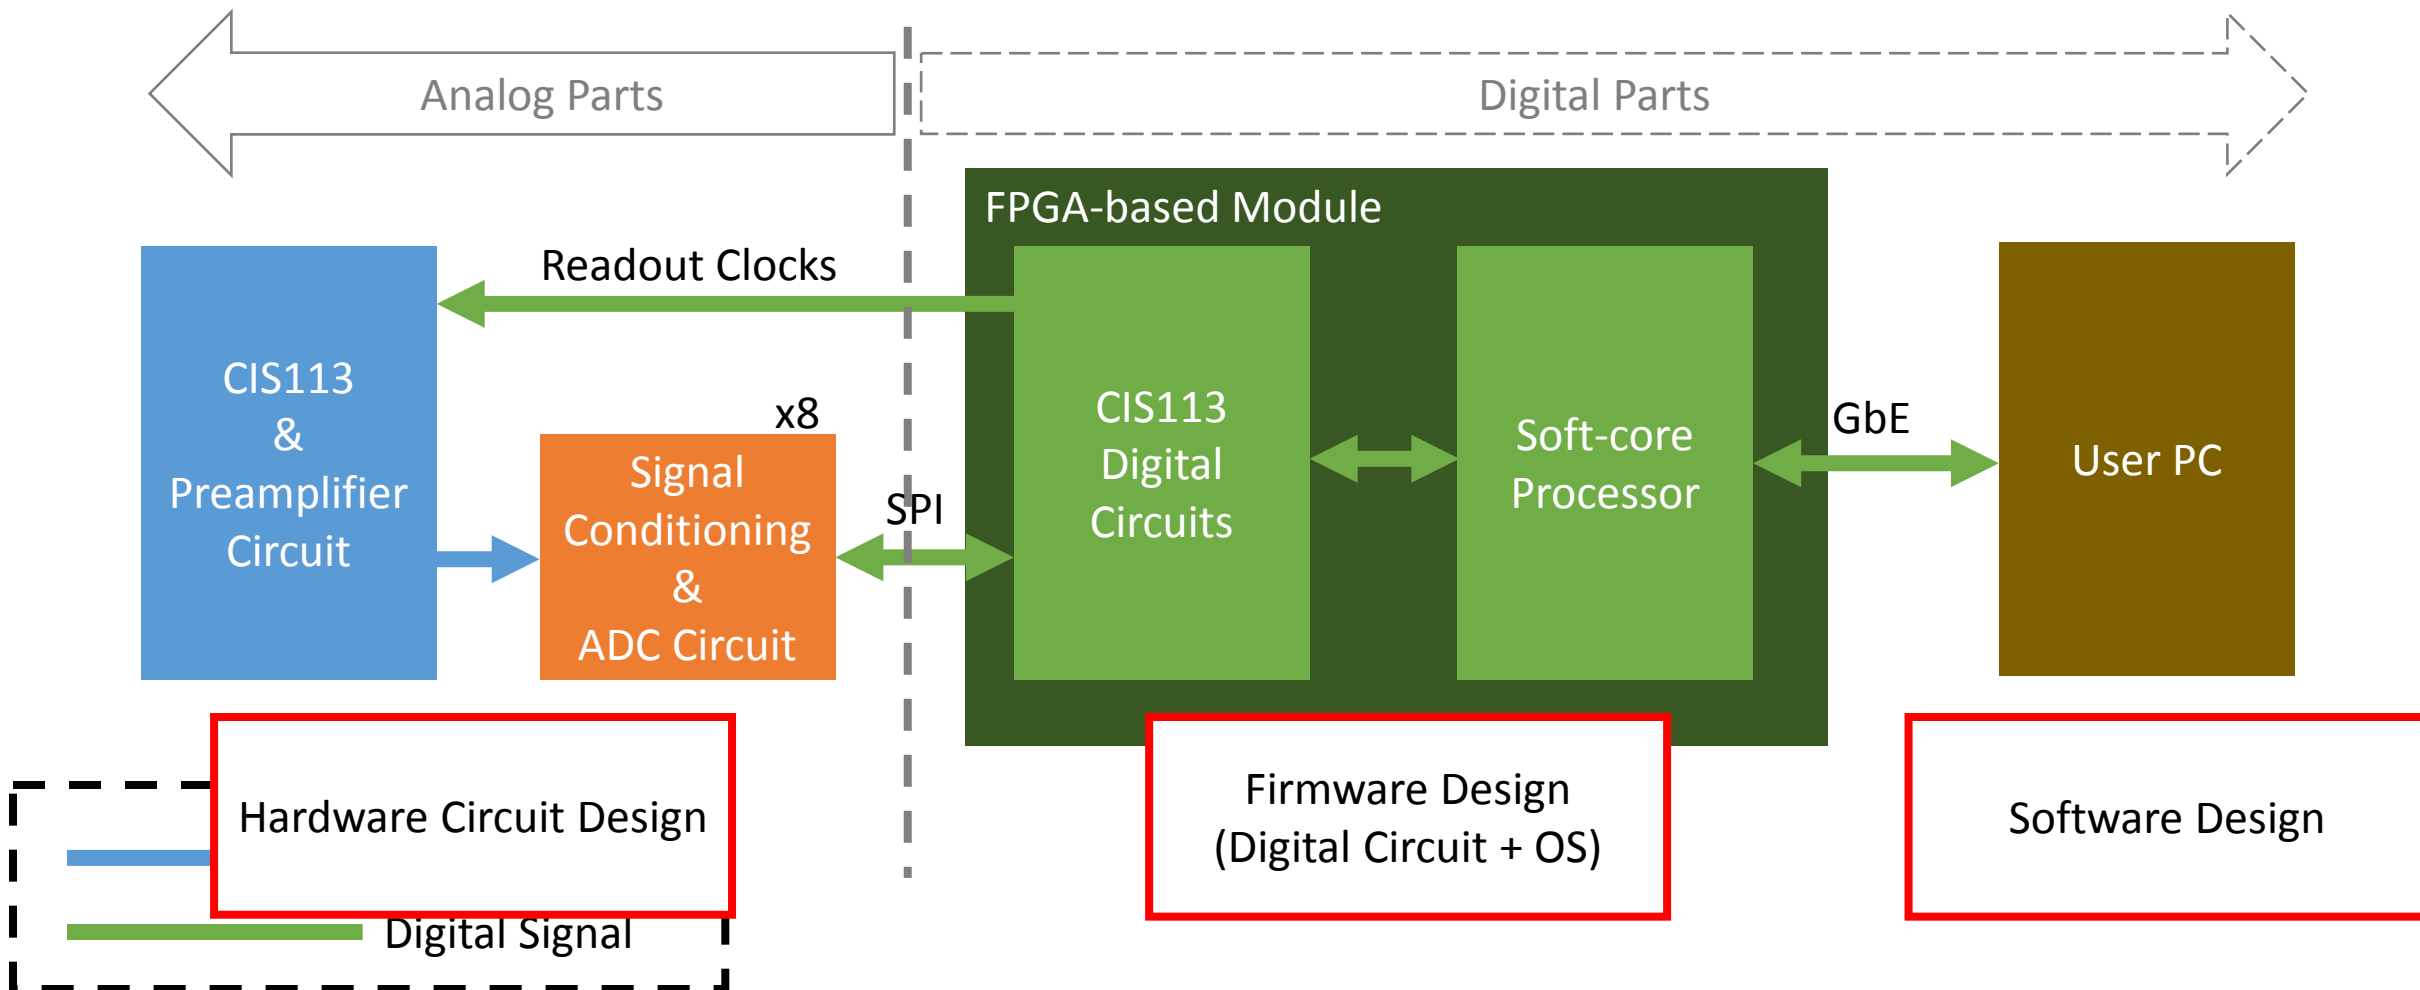 Analog Parts
Digital Parts
FPGA-based Module
Readout Clocks
CIS113
&
Preamplifier
Circuit
x8
Signal
Conditioning
&
ADC Circuit
SPI
CIS113
Digital
Circuits
Soft-core
Processor
GbE
User PC
Hardware Circuit Design
Firmware Design
(Digital Circuit + OS)
Software Design
Digital Signal